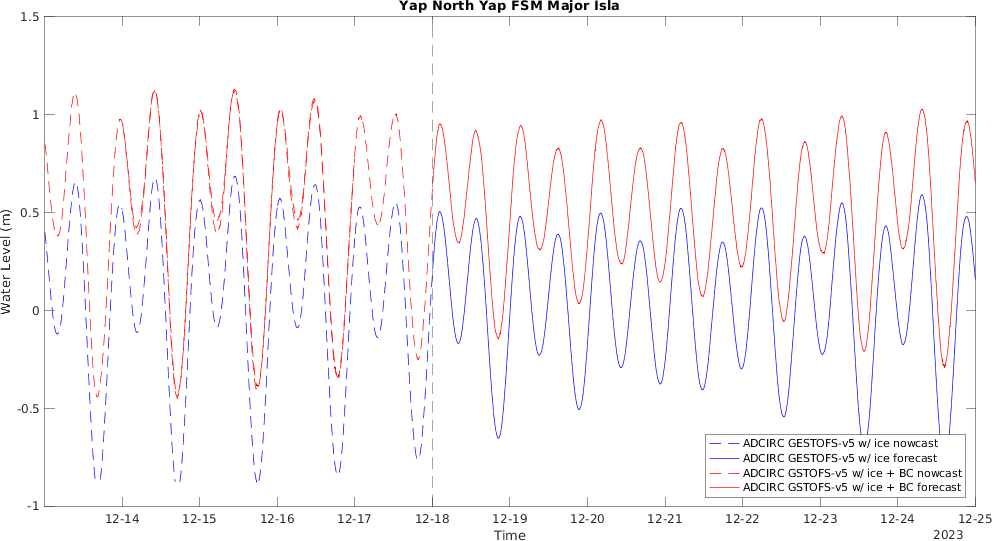 Yap North Yap FSM Major Isla
1.5
1
0.5
0
-0.5
-1
Water Level (m)
12-14 12-15 12-16 12-17 12-18 12-19 12-20 12-21 12-22 12-23 12-24 12-25
Time
2023
ADCIRC GESTOFS-v5 w/ ice nowcast
ADCIRC GESTOFS-v5 w/ ice forecast
ADCIRC GSTOFS-v5 w/ ice + BC nowcast
ADCIRC GSTOFS-v5 w/ ice + BC forecast